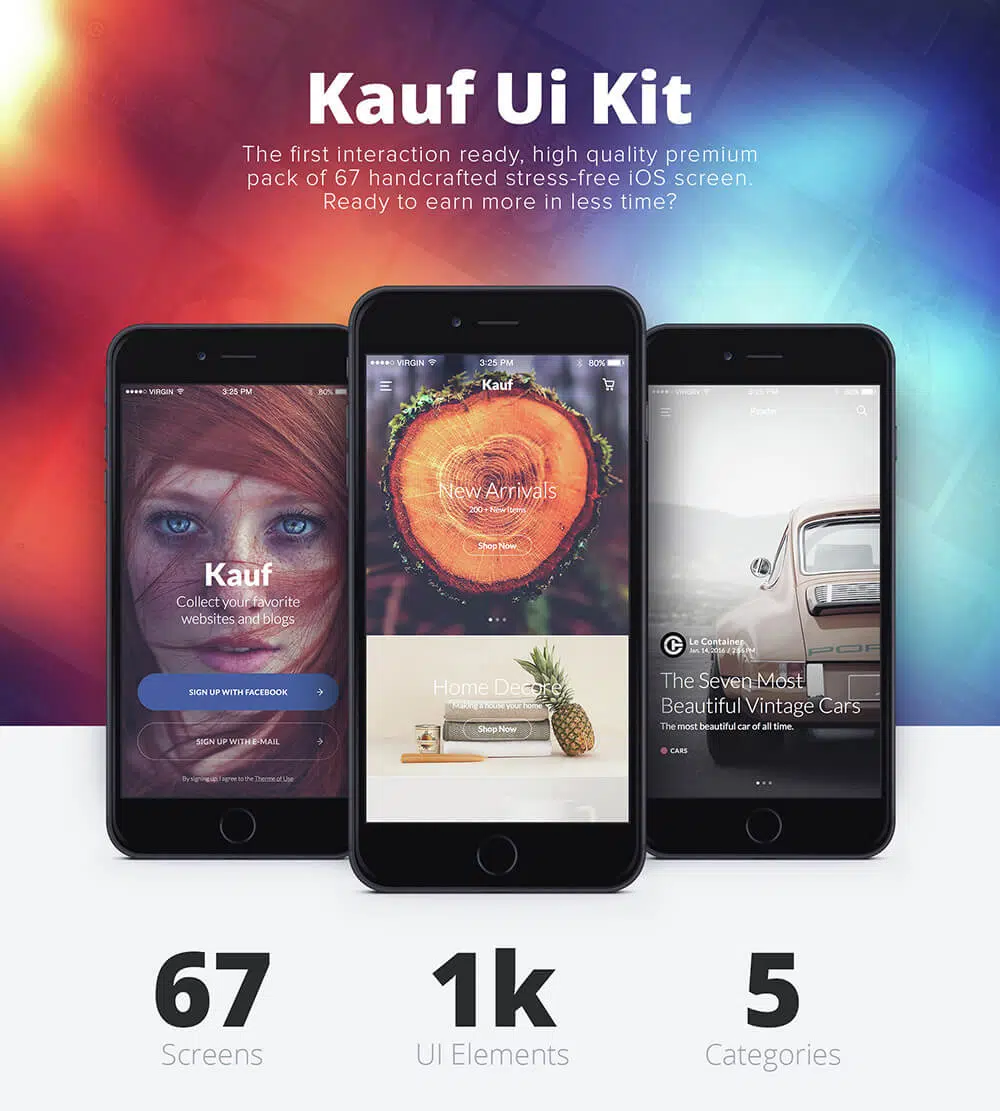 Kauf Ui Kit
The first interaction ready, high quality premium
pack of 67 handcrafted stress-free iOS screen.
Ready to earn more in less time?
VIRGIN 3:25 PM 80%
Kauf
Collect your favorite
websites and blogs
SIGN UP WITH FACEBOOK
SIGN UP WITH E-MAIL
By signing up, I agree to the Therme of Use
VIRGIN 3:25 PM 80%
Kauf
New Arrivals
200 + New Items
Shop Now
Home Decore
Making a house your home
Shop Now
VIRGIN 3:25 PM 80%
Le Container
Jan. 14, 2016 / 2:56 PM
The Seven Most
Beautiful Vintage Cars
The most beautiful car of all time.
CARS
67
Screens
1k
UI Elements
5
Categories